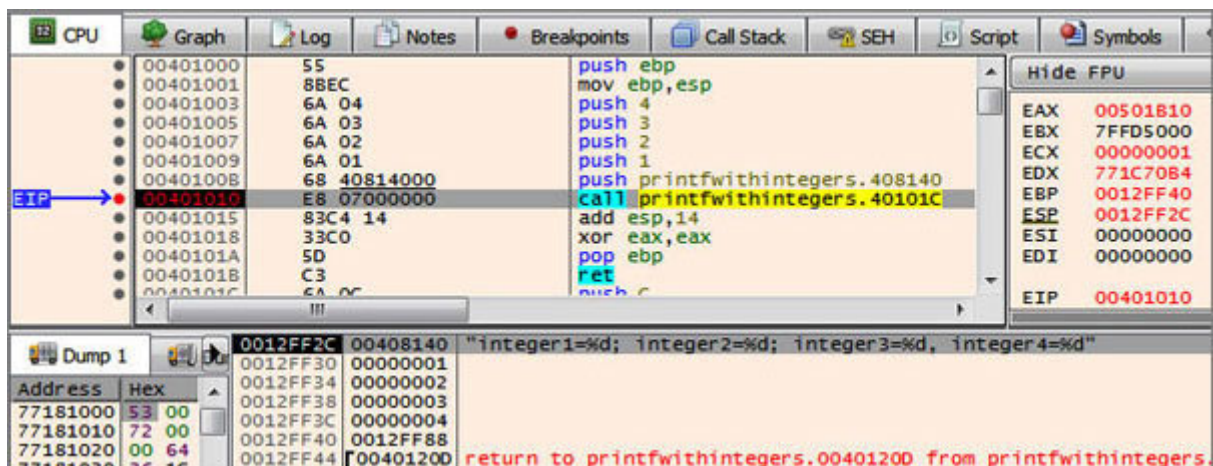 CPU Graph Log Notes Breakpoints Call Stack SEH Script Symbols
00401000 55 push ebp
00401001 8BEC mov ebp,esp
00401003 6A 04 push 4
00401005 6A 03 push 3
00401007 6A 02 push 2
00401009 6A 01 push 1
0040100B 68 40814000 push printfwithintegers.408140
EIP 00401010 E8 07000000 call printfwithintegers.40101C
00401015 83C4 14 add esp,14
00401018 33C0 xor eax,eax
0040101A 5D pop ebp
0040101B C3 ret
0040101C 6A 0C push C
Hide FPU
EAX 00501B10
EBX 7FFD5000
ECX 00000001
EDX 771C70B4
EBP 0012FF40
ESP 0012FF2C
ESI 00000000
EDI 00000000
EIP 00401010
Dump 1
Address Hex
77181000 53 00
77181010 72 00
77181020 00 64
0012FF2C 00408140 "integer1=%d; integer2=%d; integer3=%d, integer4=%d"
0012FF30 00000001
0012FF34 00000002
0012FF38 00000003
0012FF3C 00000004
0012FF40 0012FF88
0012FF44 0040120D return to printfwithintegers.0040120D from printfwithintegers.